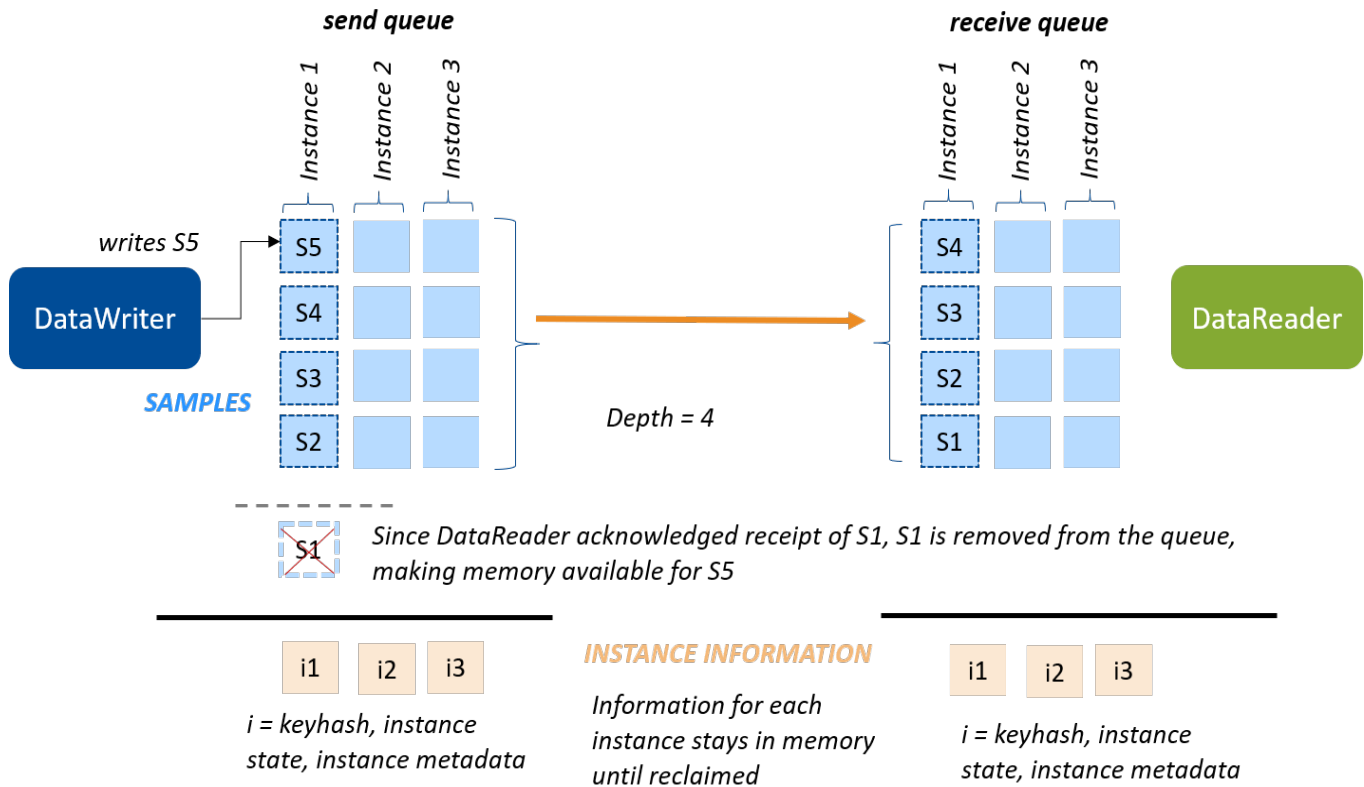 send queue
receive queue
Instance 1
Instance 2
Instance 3
Instance 1
Instance 2
Instance 3
writes S5
DataWriter
SAMPLES
S5
S4
S3
S2
Depth = 4
S4
S3
S2
S1
DataReader
S1
Since DataReader acknowledged receipt of S1, S1 is removed from the queue,
making memory available for S5
i1
i2
i3
i = keyhash, instance
state, instance metadata
INSTANCE INFORMATION
Information for each
instance stays in memory
until reclaimed
i1
i2
i3
i = keyhash, instance
state, instance metadata